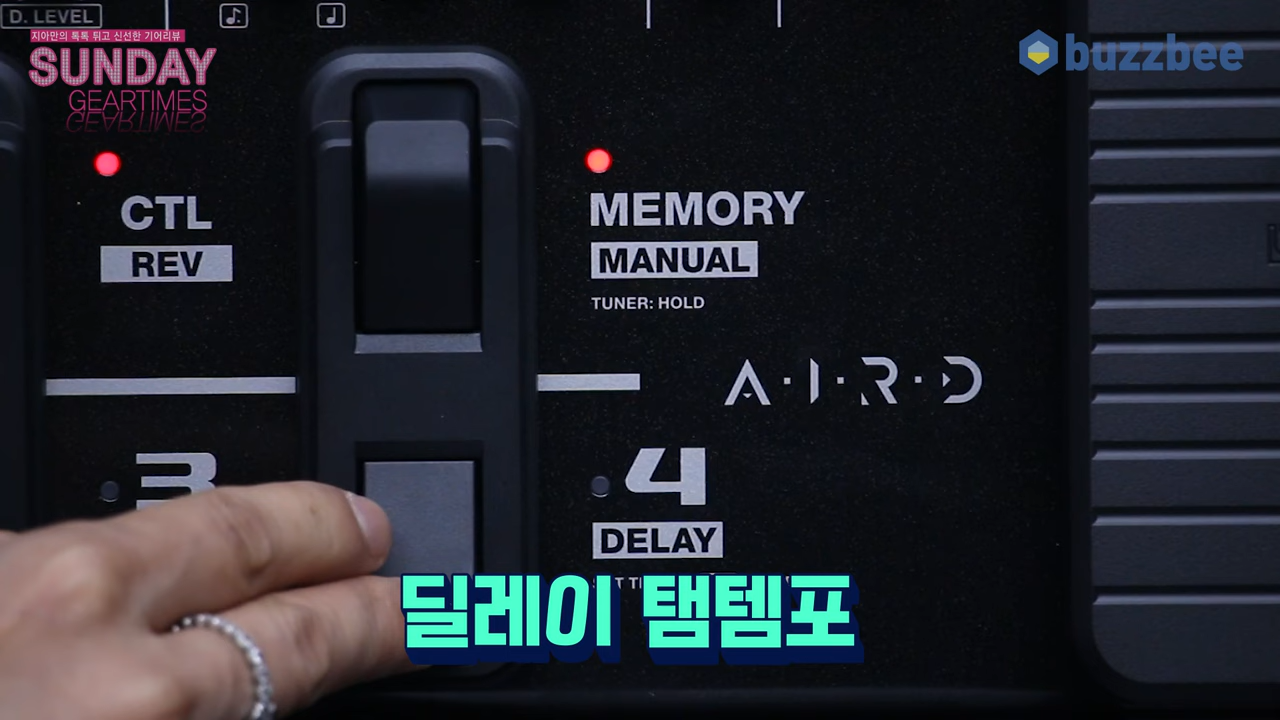 D. LEVEL
지아만의 톡톡 튀고 신선한 기어리뷰
SUNDAY
GEARTIMES
buzzbee
CTL
REV
MEMORY
MANUAL
TUNER: HOLD
A·I·R·D
3
4
DELAY
딜레이 탬템포